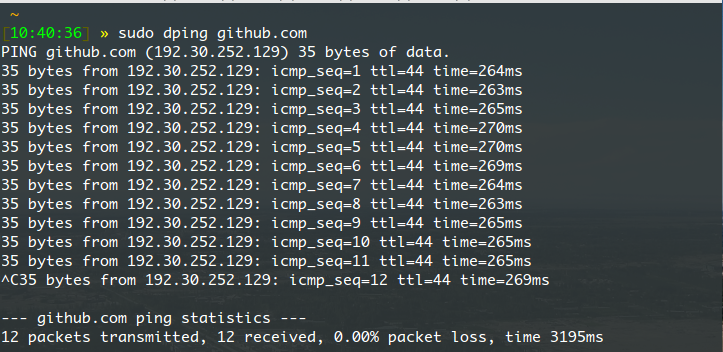 ~
[10:40:36] » sudo dping github.com
PING github.com (192.30.252.129) 35 bytes of data.
35 bytes from 192.30.252.129: icmp_seq=1 ttl=44 time=264ms
35 bytes from 192.30.252.129: icmp_seq=2 ttl=44 time=263ms
35 bytes from 192.30.252.129: icmp_seq=3 ttl=44 time=265ms
35 bytes from 192.30.252.129: icmp_seq=4 ttl=44 time=270ms
35 bytes from 192.30.252.129: icmp_seq=5 ttl=44 time=270ms
35 bytes from 192.30.252.129: icmp_seq=6 ttl=44 time=269ms
35 bytes from 192.30.252.129: icmp_seq=7 ttl=44 time=264ms
35 bytes from 192.30.252.129: icmp_seq=8 ttl=44 time=263ms
35 bytes from 192.30.252.129: icmp_seq=9 ttl=44 time=265ms
35 bytes from 192.30.252.129: icmp_seq=10 ttl=44 time=265ms
35 bytes from 192.30.252.129: icmp_seq=11 ttl=44 time=265ms
^C35 bytes from 192.30.252.129: icmp_seq=12 ttl=44 time=269ms
--- github.com ping statistics ---
12 packets transmitted, 12 received, 0.00% packet loss, time 3195ms